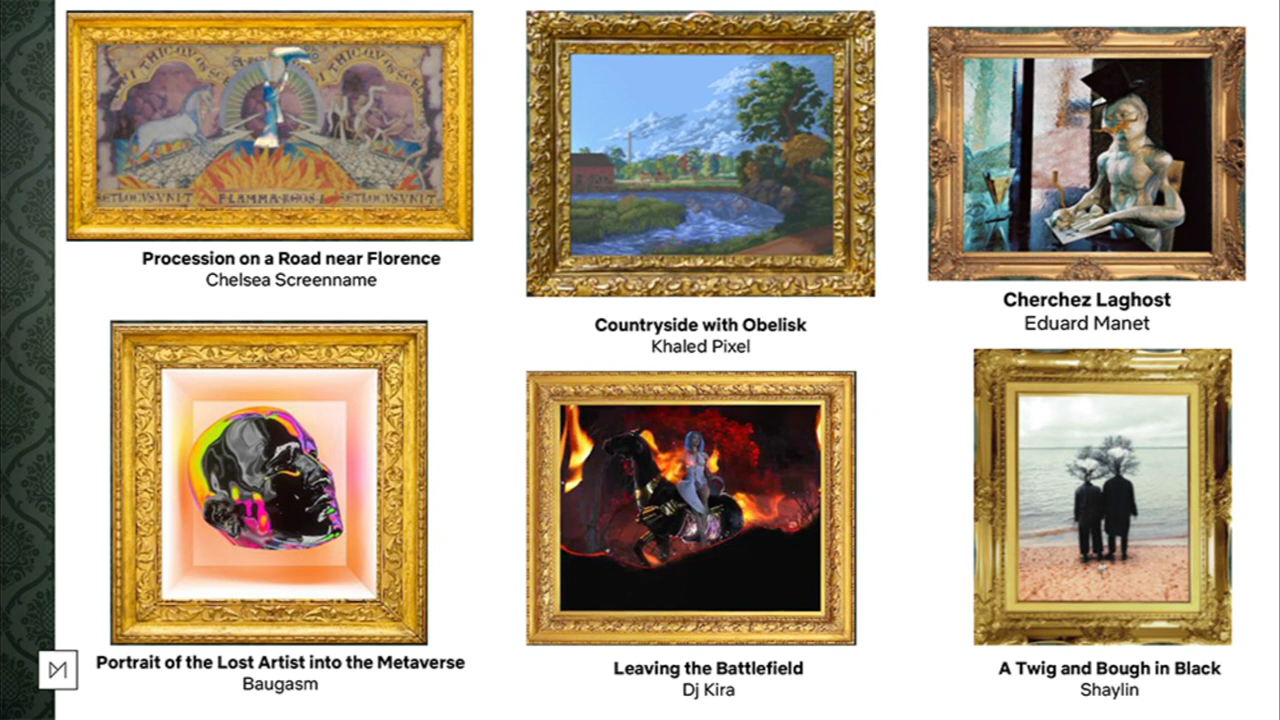 Procession on a Road near Florence
Chelsea Screenname
Countryside with Obelisk
Khaled Pixel
Cherchez Laghost
Eduard Manet
Portrait of the Lost Artist into the Metaverse
Baugasm
Leaving the Battlefield
Dj Kira
A Twig and Bough in Black
Shaylin